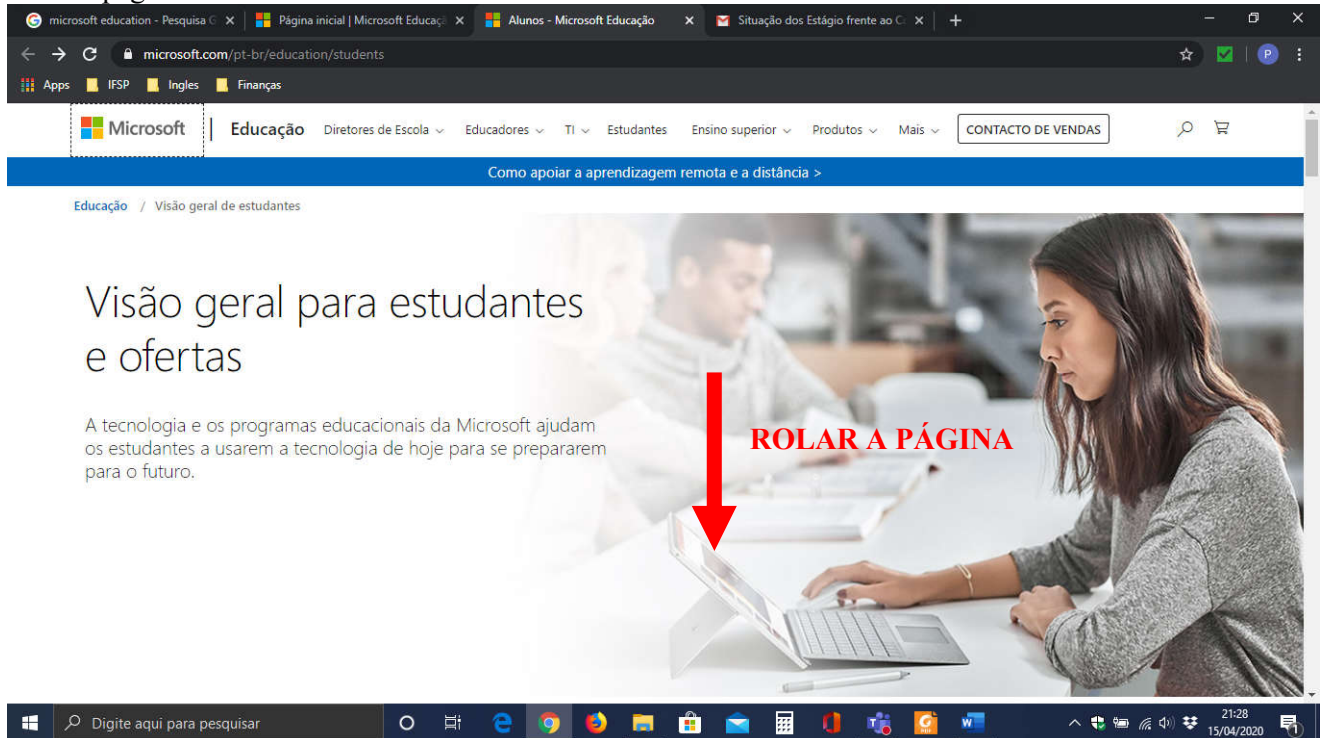 microsoft education - Pesquisa G
Página inicial | Microsoft Educaçã
Alunos - Microsoft Educação
Situação dos Estágio frente ao C
microsoft.com/pt-br/education/students
P
Apps IFSP Ingles Finanças
Microsoft Educação Diretores de Escola Educadores TI Estudantes Ensino superior Produtos Mais CONTACTO DE VENDAS
Como apoiar a aprendizagem remota e a distância >
Educação / Visão geral de estudantes
Visão geral para estudantes
e ofertas
A tecnologia e os programas educacionais da Microsoft ajudam
os estudantes a usarem a tecnologia de hoje para se prepararem
para o futuro.
ROLAR A PÁGINA
Digite aqui para pesquisar
21:28
15/04/2020